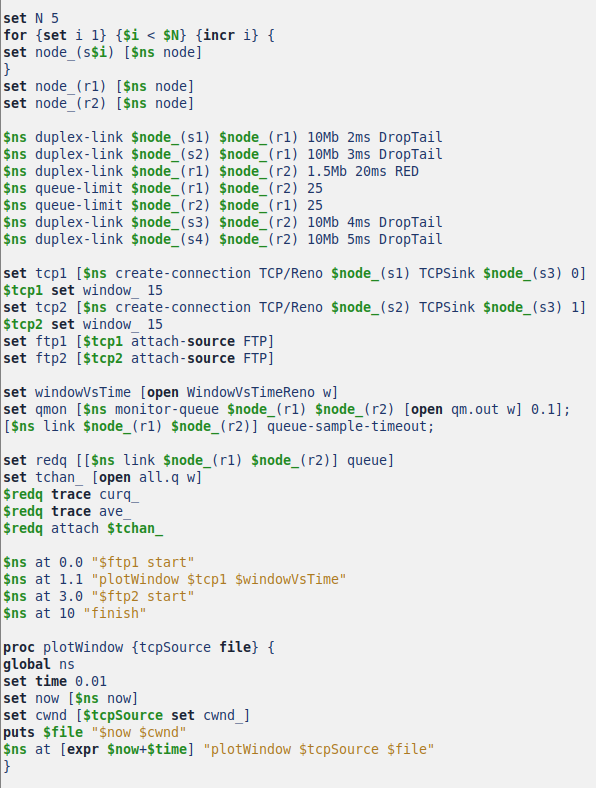 set N 5
for {set i 1} {$i < $N} {incr i} {
set node_(s$i) [$ns node]
}
set node_(r1) [$ns node]
set node_(r2) [$ns node]
$ns duplex-link $node_(s1) $node_(r1) 10Mb 2ms DropTail
$ns duplex-link $node_(s2) $node_(r1) 10Mb 3ms DropTail
$ns duplex-link $node_(r1) $node_(r2) 1.5Mb 20ms RED
$ns queue-limit $node_(r1) $node_(r2) 25
$ns queue-limit $node_(r2) $node_(r1) 25
$ns duplex-link $node_(s3) $node_(r2) 10Mb 4ms DropTail
$ns duplex-link $node_(s4) $node_(r2) 10Mb 5ms DropTail
set tcp1 [$ns create-connection TCP/Reno $node_(s1) TCPSink $node_(s3) 0]
$tcp1 set window_ 15
set tcp2 [$ns create-connection TCP/Reno $node_(s2) TCPSink $node_(s3) 1]
$tcp2 set window_ 15
set ftp1 [$tcp1 attach-source FTP]
set ftp2 [$tcp2 attach-source FTP]
set windowVsTime [open WindowVsTimeReno w]
set qmon [$ns monitor-queue $node_(r1) $node_(r2) [open qm.out w] 0.1];
[$ns link $node_(r1) $node_(r2)] queue-sample-timeout;
set redq [[$ns link $node_(r1) $node_(r2)] queue]
set tchan_ [open all.q w]
$redq trace curq_
$redq trace ave_
$redq attach $tchan_
$ns at 0.0 "$ftp1 start"
$ns at 1.1 "plotWindow $tcp1 $windowVsTime"
$ns at 3.0 "$ftp2 start"
$ns at 10 "finish"
proc plotWindow {tcpSource file} {
global ns
set time 0.01
set now [$ns now]
set cwnd [$tcpSource set cwnd_]
puts $file "$now $cwnd"
$ns at [expr $now+$time] "plotWindow $tcpSource $file"
}